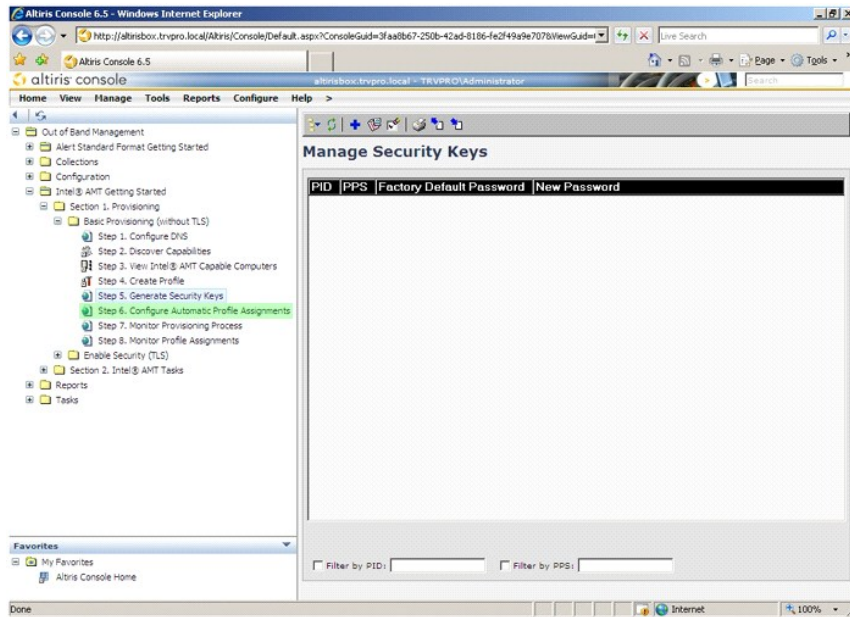 Altiris Console 6.5 - Windows Internet Explorer
http://altirisbox.trvpro.local/Altiris/Console/Default.aspx?ConsoleGuid=3faa8b67-250b-42ad-8186-fe2f49a9e707&ViewGuid=
Live Search
Altiris Console 6.5
Page
Tools
altiris console
altirisbox.trvpro.local - TRVPRO\Administrator
Search
Home View Manage Tools Reports Configure Help >
Out of Band Management
Alert Standard Format Getting Started
Collections
Configuration
Intel® AMT Getting Started
Section 1. Provisioning
Basic Provisioning (without TLS)
Step 1. Configure DNS
Step 2. Discover Capabilities
Step 3. View Intel® AMT Capable Computers
Step 4. Create Profile
Step 5. Generate Security Keys
Step 6. Configure Automatic Profile Assignments
Step 7. Monitor Provisioning Process
Step 8. Monitor Profile Assignments
Enable Security (TLS)
Section 2. Intel® AMT Tasks
Reports
Tasks
Manage Security Keys
PID PPS Factory Default Password New Password
Filter by PID:
Filter by PPS:
Favorites
My Favorites
Altiris Console Home
Done
Internet
100%